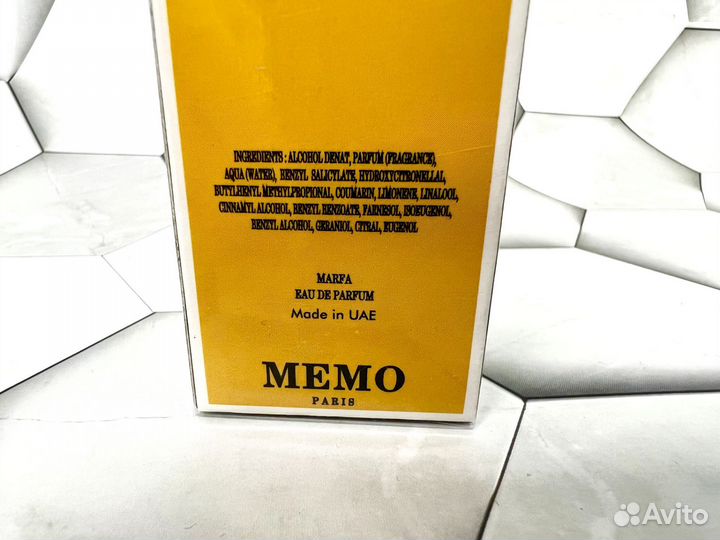 INGREDIENTS : ALCOHOL DENAT, PARFUM (FRAGRANCE),
AQUA (WATER), BENZYL SALICYLATE, HYDROXYCITRONELLAL
BUTYLHENYL METHYLPROPIONAL, COUMARIN, LIMONENE, LINALOOL,
CINNAMYL ALCOHOL, BENZYL BENZOATE, FARNESOL, ISOEUGENOL,
BENZYL ALCOHOL, GERANIOL, CITRAL, EUGENOL
MARFA
EAU DE PARFUM
Made in UAE
MEMO
PARIS
Avito